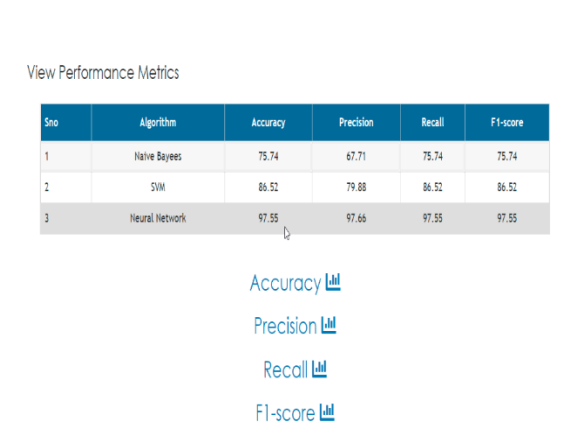 View Performance Metrics
Sno Algorithm Accuracy Precision Recall F1-score
1 Naive Bayees 75.74 67.71 75.74 75.74
2 SVM 86.52 79.88 86.52 86.52
3 Neural Network 97.55 97.66 97.55 97.55
Accuracy
Precision
Recall
F1-score